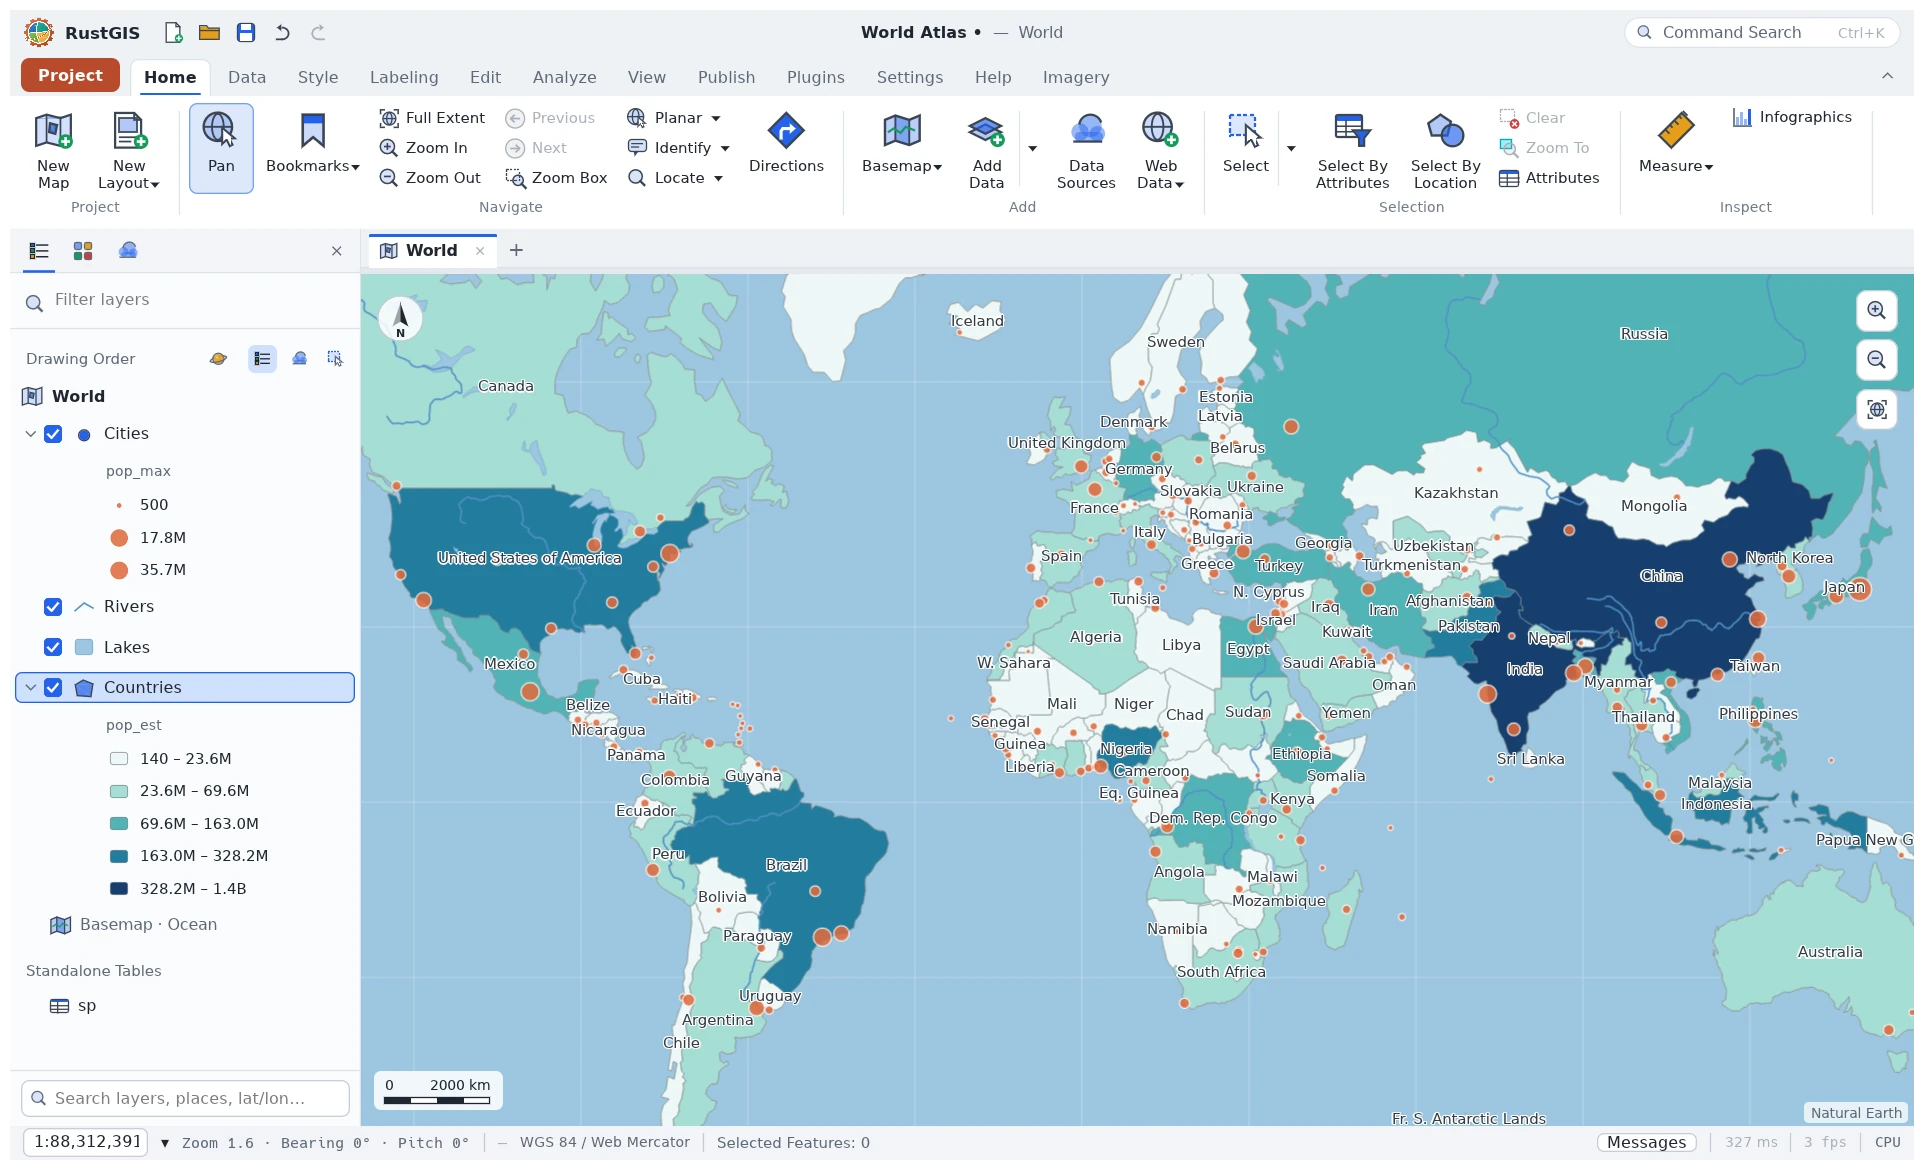 RustGIS
World Atlas • — World
Command Search Ctrl+K
Project
Home
Data
Style
Labeling
Edit
Analyze
View
Publish
Plugins
Settings
Help
Imagery
New Map
New Layout
Project
Pan
Bookmarks
Full Extent
Zoom In
Zoom Out
Previous
Next
Zoom Box
Planar
Identify
Locate
Directions
Navigate
Basemap
Add Data
Data Sources
Web Data
Add
Select
Select By Attributes
Select By Location
Clear
Zoom To
Attributes
Selection
Measure
Infographics
Inspect
Filter layers
Drawing Order
World
Cities
pop_max
500
17.8M
35.7M
Rivers
Lakes
Countries
pop_est
140 – 23.6M
23.6M – 69.6M
69.6M – 163.0M
163.0M – 328.2M
328.2M – 1.4B
Basemap · Ocean
Standalone Tables
sp
Search layers, places, lat/lon...
World
N
Iceland
Sweden
Russia
Canada
Estonia
Latvia
Denmark
United Kingdom
Belarus
Germany
Slovakia
Ukraine
Kazakhstan
Mongolia
France
Romania
Italy
Bulgaria
Georgia
Uzbekistan
United States of America
Spain
Greece
Turkey
Turkmenistan
North Korea
China
Japan
Tunisia
N. Cyprus
Iraq
Iran
Afghanistan
Israel
Algeria
Libya
Egypt
Kuwait
Pakistan
Nepal
Mexico
W. Sahara
Saudi Arabia
India
Taiwan
Cuba
Haiti
Oman
Myanmar
Belize
Mali
Niger
Chad
Sudan
Yemen
Thailand
Philippines
Nicaragua
Senegal
Guinea
Nigeria
Ethiopia
Sri Lanka
Panama
Liberia
Cameroon
Somalia
Colombia
Guyana
Eq. Guinea
Kenya
Malaysia
Indonesia
Ecuador
Dem. Rep. Congo
Papua New G
Peru
Brazil
Angola
Malawi
Bolivia
Mozambique
Paraguay
Namibia
Australia
South Africa
Uruguay
Argentina
Chile
Fr. S. Antarctic Lands
0 2000 km
Natural Earth
1:88,312,391
Zoom 1.6 · Bearing 0° · Pitch 0°
— WGS 84 / Web Mercator
Selected Features: 0
Messages
327 ms
3 fps
CPU